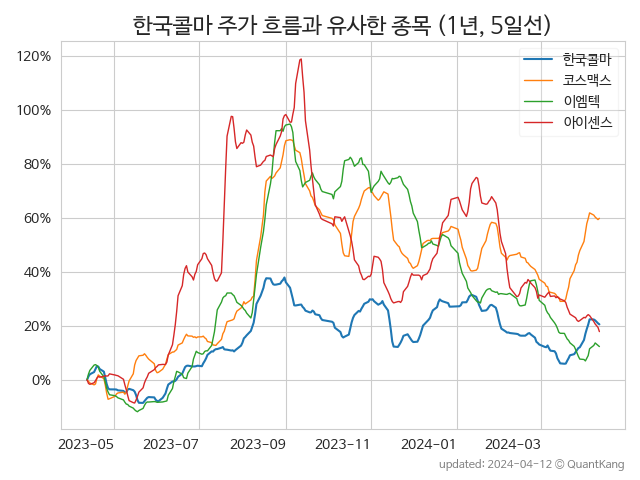 한국콜마 주가 흐름과 유사한 종목 (1년, 5일선)
120%
100%
80%
60%
40%
20%
0%
한국콜마
코스맥스
이엠텍
아이센스
2023-05 2023-07 2023-09 2023-11 2024-01 2024-03
updated: 2024-04-12 © QuantKang